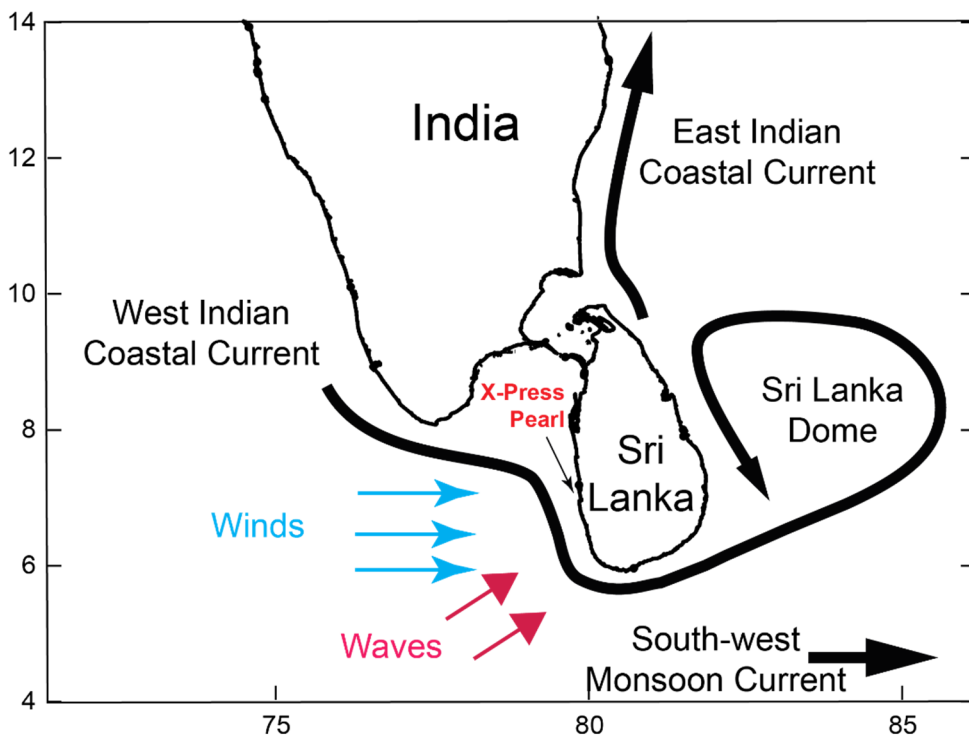 14
12
10
8
6
4
75
80
85
India
East Indian
Coastal Current
West Indian
Coastal Current
X-Press
Pearl
Sri
Lanka
Sri Lanka
Dome
Winds
Waves
South-west
Monsoon Current